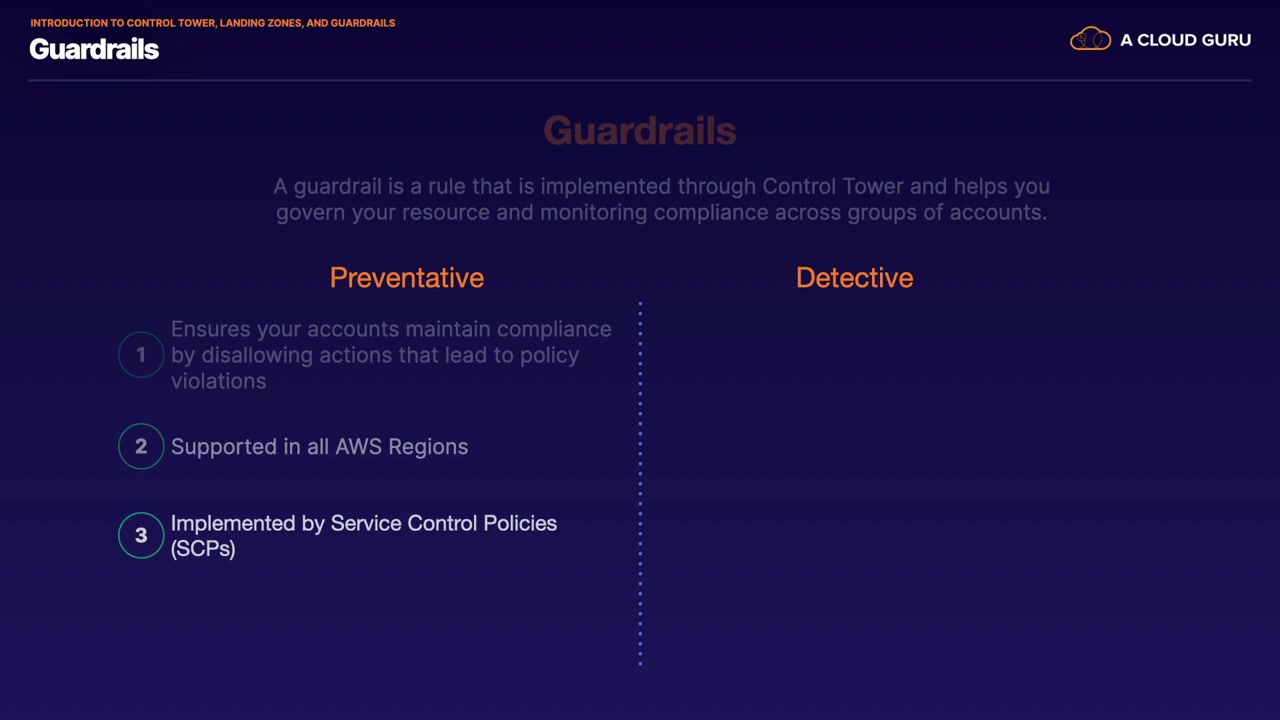 INTRODUCTION TO CONTROL TOWER, LANDING ZONES, AND GUARDRAILS
Guardrails
A CLOUD GURU
Guardrails
A guardrail is a rule that is implemented through Control Tower and helps you
govern your resource and monitoring compliance across groups of accounts.
Preventative
Detective
1
Ensures your accounts maintain compliance
by disallowing actions that lead to policy
violations
2
Supported in all AWS Regions
3
Implemented by Service Control Policies
(SCPs)